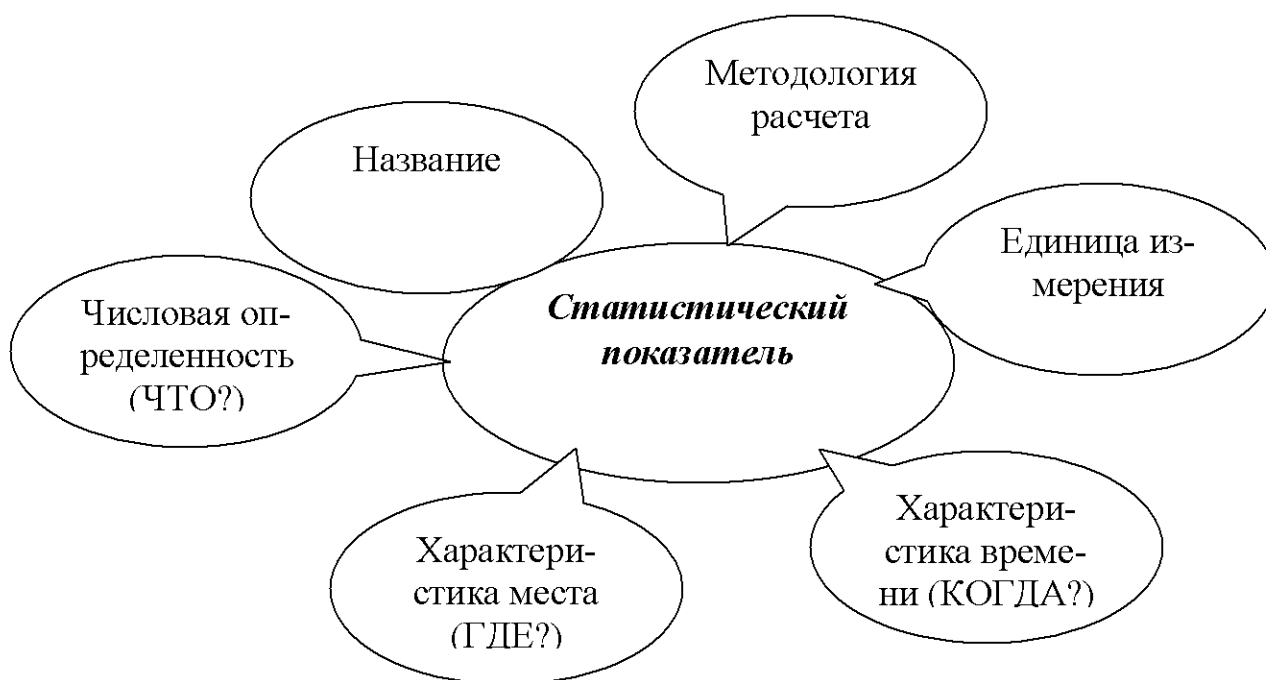 Методология
расчета
Название
Единица из-
мерения
Статистический
показатель
Числовая оп-
ределенность
(ЧТО?)
Характери-
стика места
(ГДЕ?)
Характери-
стика време-
ни (КОГДА?)